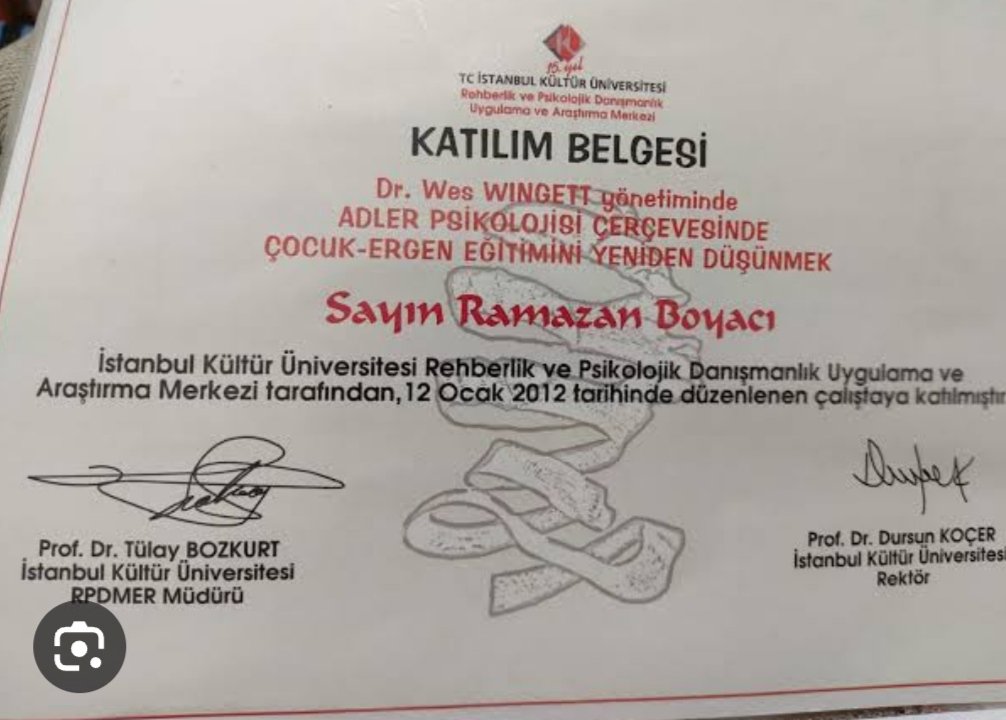 15. yıl
TC İSTANBUL KÜLTÜR ÜNİVERSİTESİ
Rehberlik ve Psikolojik Danışmanlık
Uygulama ve Araştırma Merkezi
KATILIM BELGESİ
Dr. Wes WINGETT yönetiminde
ADLER PSİKOLOJİSİ ÇERÇEVESİNDE
ÇOCUK-ERGEN EĞİTİMİNİ YENİDEN DÜŞÜNMEK
Sayın Ramazan Boyacı
İstanbul Kültür Üniversitesi Rehberlik ve Psikolojik Danışmanlık Uygulama ve
Araştırma Merkezi tarafından, 12 Ocak 2012 tarihinde düzenlenen çalıştaya katılmıştır
Prof. Dr. Tülay BOZKURT
İstanbul Kültür Üniversitesi
RPDMER Müdürü
Prof. Dr. Dursun KOÇER
İstanbul Kültür Üniversitesi
Rektör